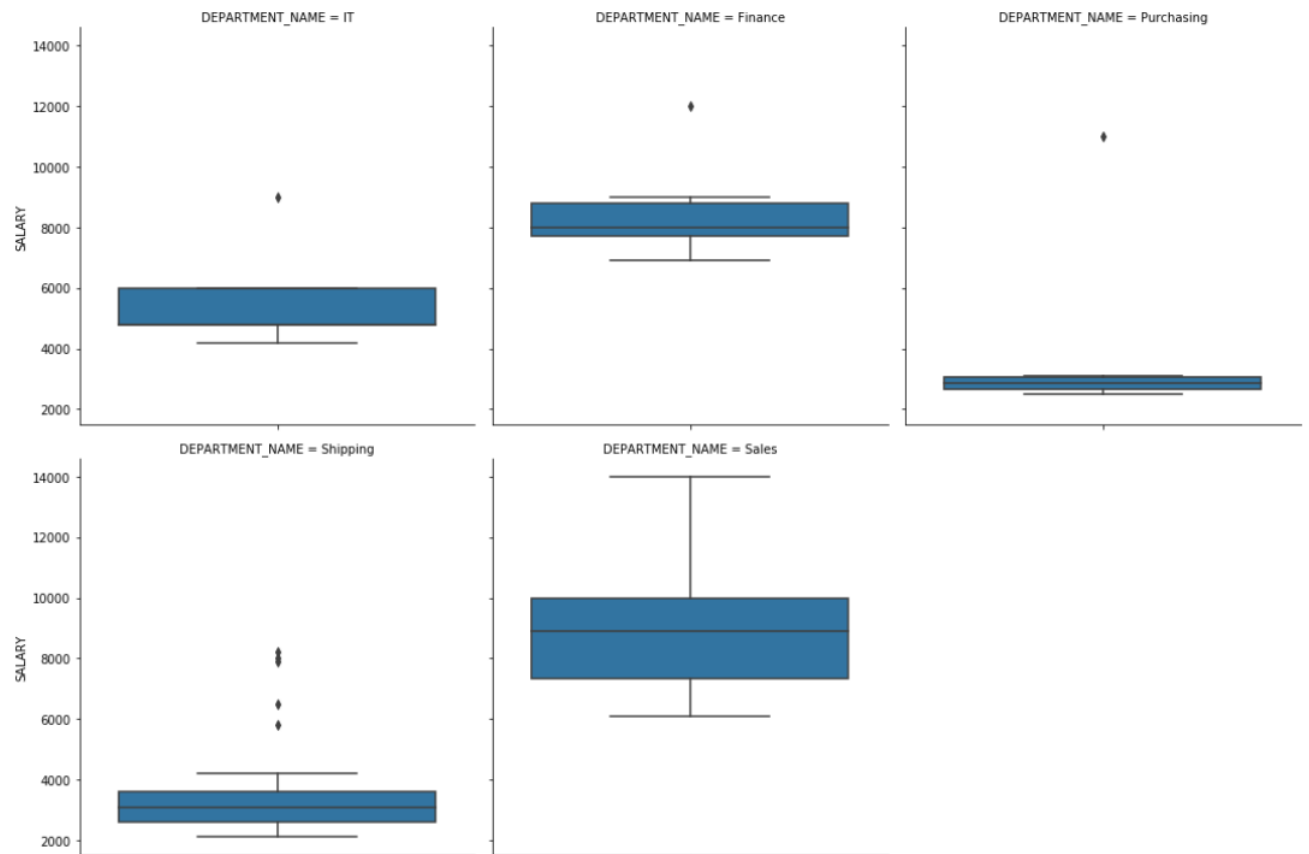 DEPARTMENT_NAME = IT
DEPARTMENT_NAME = Finance
DEPARTMENT_NAME = Purchasing
14000
12000
10000
8000
6000
4000
2000
SALARY
DEPARTMENT_NAME = Shipping
DEPARTMENT_NAME = Sales
14000
12000
10000
8000
6000
4000
2000
SALARY